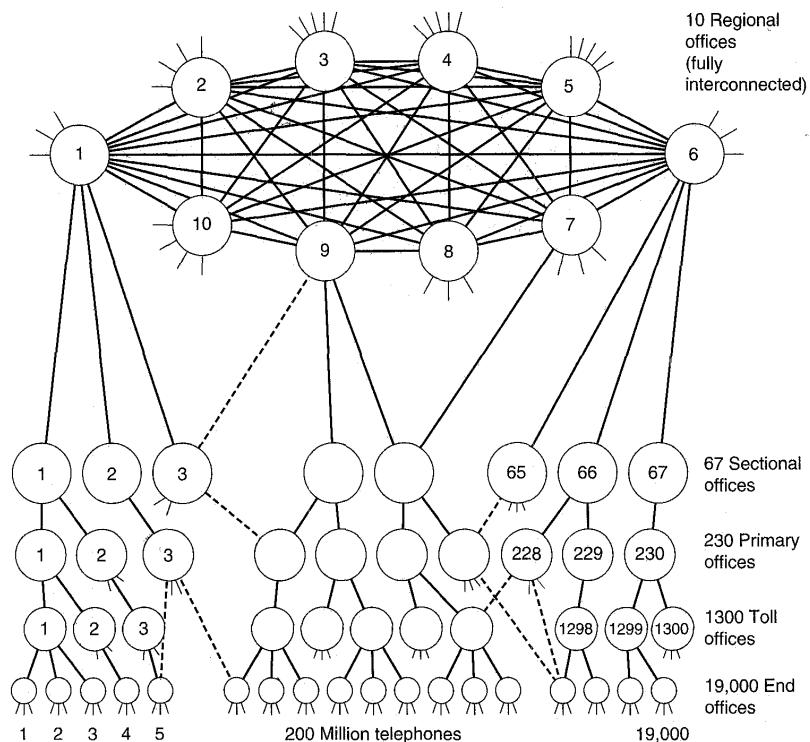 10 Regional
offices
(fully
interconnected)
3 4
2 5
1 6
10 7
9 8
1 2 3 65 66 67
67 Sectional
offices
1 2 3 228 229 230
230 Primary
offices
1 2 3 1298 1299 1300
1300 Toll
offices
19,000 End
offices
1 2 3 4 5 200 Million telephones 19,000